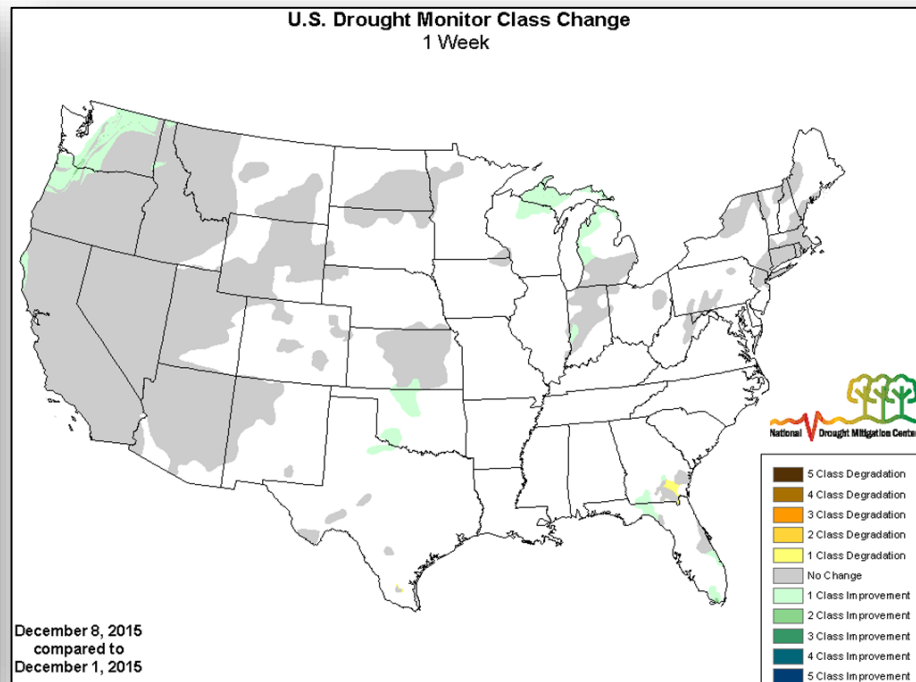 U.S. Drought Monitor Class Change
1 Week
National Drought Mitigation Center
5 Class Degradation
4 Class Degradation
3 Class Degradation
2 Class Degradation
1 Class Degradation
No Change
1 Class Improvement
2 Class Improvement
3 Class Improvement
4 Class Improvement
5 Class Improvement
December 8, 2015
compared to
December 1, 2015